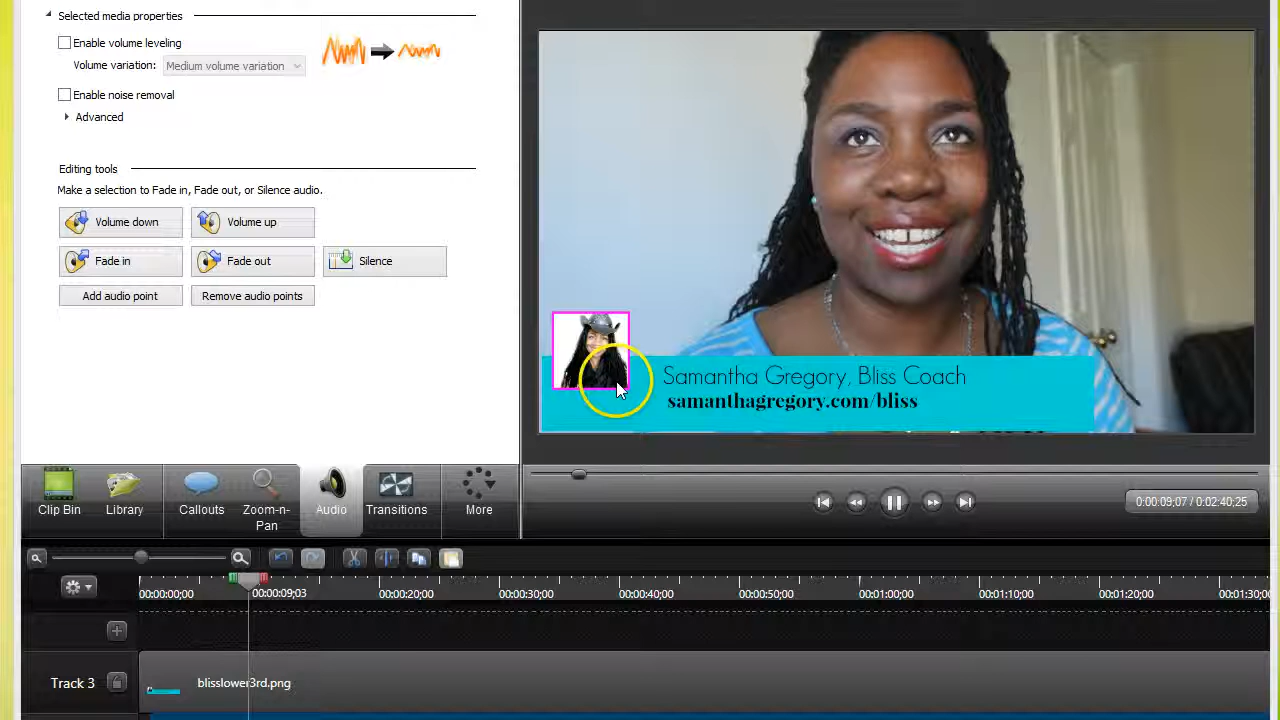 Selected media properties
Enable volume leveling
Volume variation: Medium volume variation
Enable noise removal
Advanced
Editing tools
Make a selection to Fade in, Fade out, or Silence audio.
Volume down Volume up
Fade in Fade out Silence
Add audio point Remove audio points
Samantha Gregory, Bliss Coach
samanthagregory.com/bliss
Clip Bin Library Callouts Zoom-n-Pan Audio Transitions More
0:00:09;07 / 0:02:40;25
00:00:00;00 00:00:09;03 00:00:20;00 00:00:30;00 00:00:40;00 00:00:50;00 00:01:00;00 00:01:10;00 00:01:20;00 00:01:30;0
Track 3 blisslower3rd.png